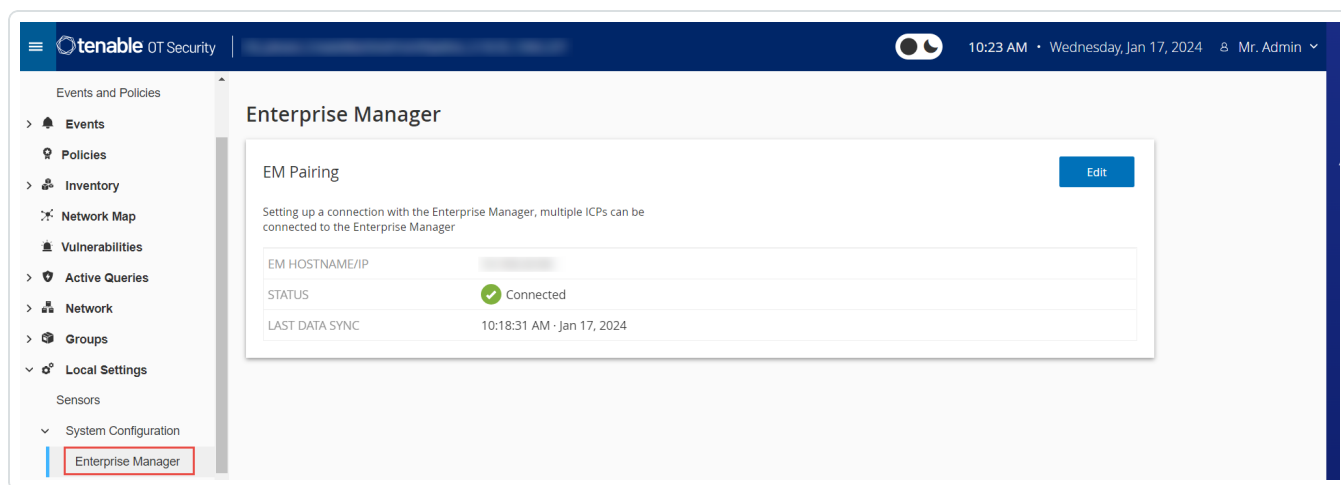 tenable OT Security
10:23 AM • Wednesday, Jan 17, 2024 Mr. Admin
Events and Policies
Events
Policies
Inventory
Network Map
Vulnerabilities
Active Queries
Network
Groups
Local Settings
Sensors
System Configuration
Enterprise Manager
Enterprise Manager
EM Pairing
Edit
Setting up a connection with the Enterprise Manager, multiple ICPs can be
connected to the Enterprise Manager
EM HOSTNAME/IP
STATUS Connected
LAST DATA SYNC 10:18:31 AM · Jan 17, 2024